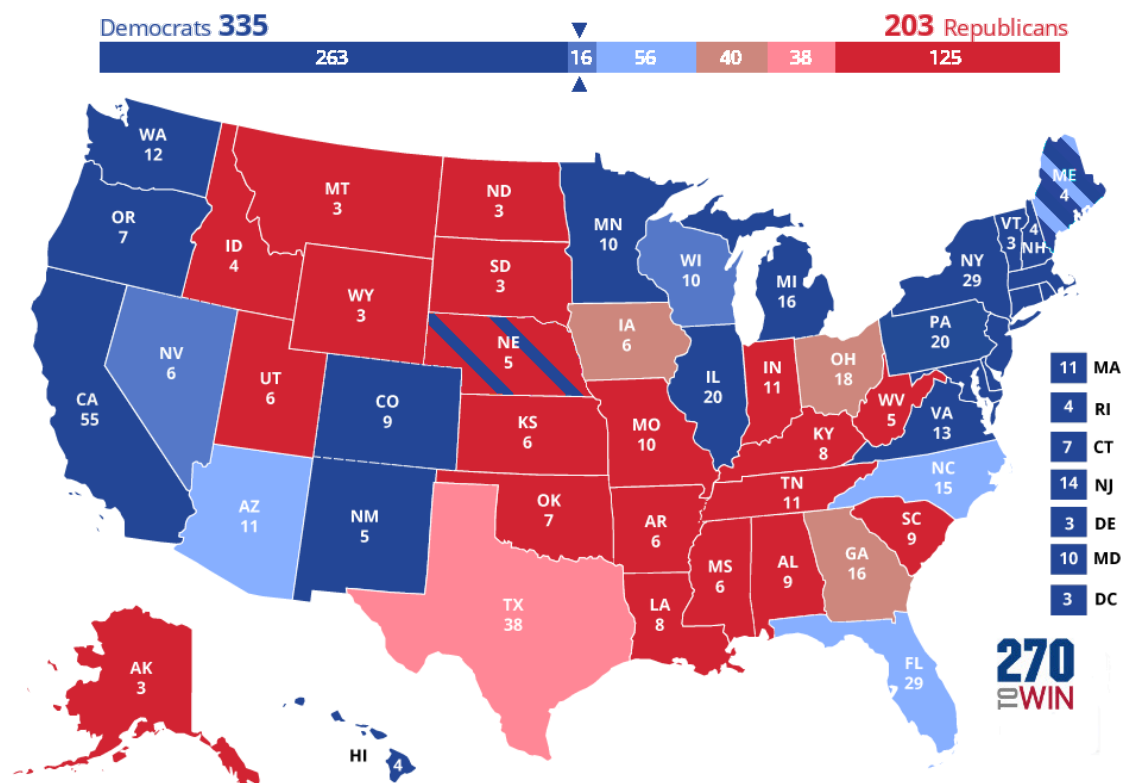 Democrats 335
203 Republicans
263 16 56 40 38 125
WA
12
OR
7
CA
55
NV
6
ID
4
MT
3
WY
3
UT
6
AZ
11
CO
9
NM
5
ND
3
SD
3
NE
5
KS
6
OK
7
TX
38
MN
10
IA
6
MO
10
AR
6
LA
8
WI
10
IL
20
MI
16
IN
11
OH
18
KY
8
TN
11
MS
6
AL
9
GA
16
FL
29
SC
9
NC
15
VA
13
WV
5
PA
20
NY
29
VT
3
4
NH
ME
4
11 MA
4 RI
7 CT
14 NJ
3 DE
10 MD
3 DC
AK
3
HI
4
270
TO WIN